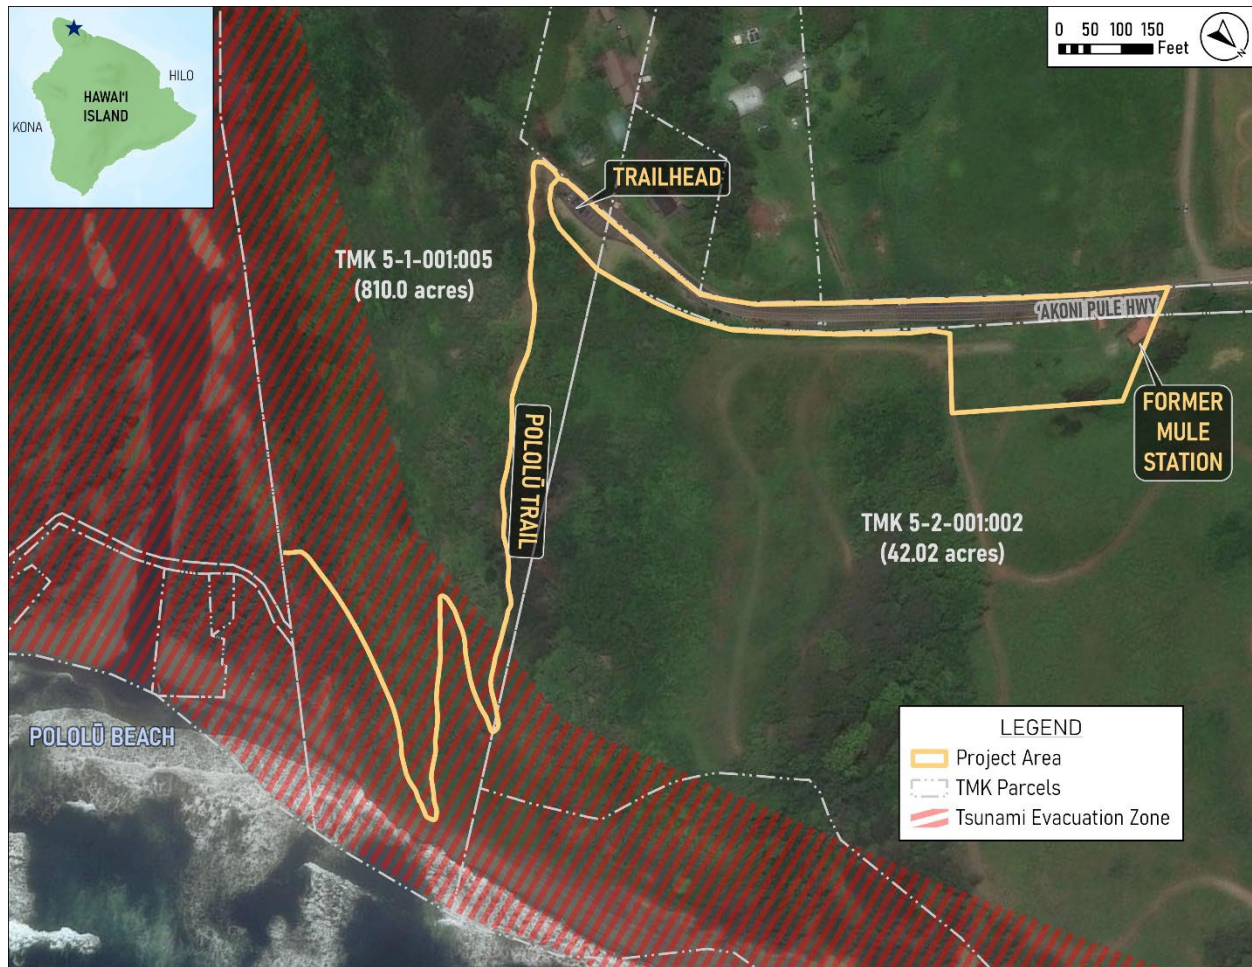 HAWAI'I
ISLAND
HILO
KONA
0 50 100 150
Feet
TRAILHEAD
TMK 5-1-001:005
(810.0 acres)
'AKONI PULE HWY
FORMER
MULE
STATION
POLOLŪ TRAIL
TMK 5-2-001:002
(42.02 acres)
POLOLŪ BEACH
LEGEND
Project Area
TMK Parcels
Tsunami Evacuation Zone